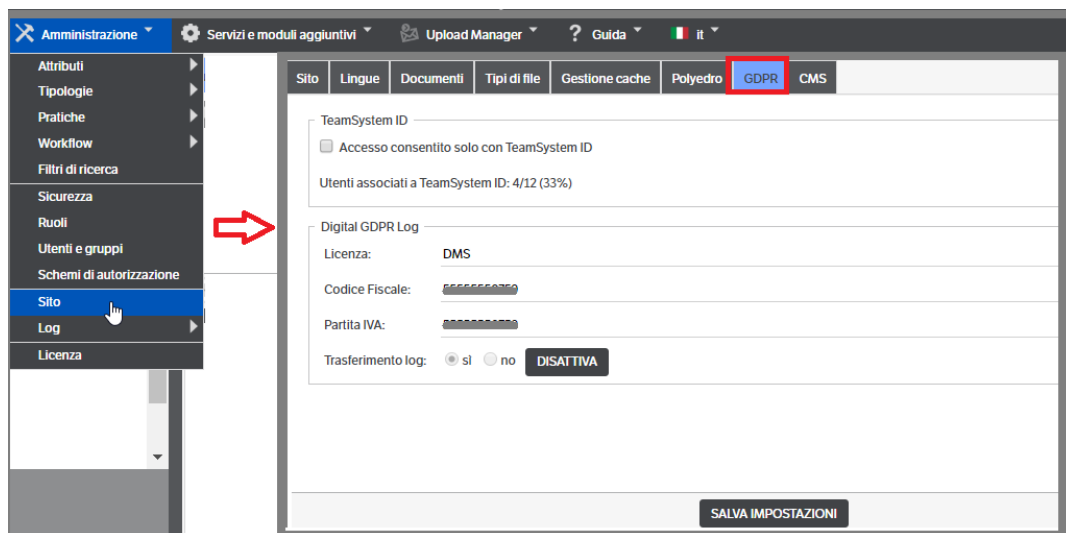 Amministrazione Servizi e moduli aggiuntivi Upload Manager ? Guida it
Attributi
Tipologie
Pratiche
Workflow
Filtri di ricerca
Sicurezza
Ruoli
Utenti e gruppi
Schemi di autorizzazione
Sito
Log
Licenza
Sito Lingue Documenti Tipi di file Gestione cache Polyedro GDPR CMS
TeamSystem ID
Accesso consentito solo con TeamSystem ID
Utenti associati a TeamSystem ID: 4/12 (33%)
Digital GDPR Log
Licenza: DMS
Codice Fiscale:
Partita IVA:
Trasferimento log: sì no DISATTIVA
SALVA IMPOSTAZIONI